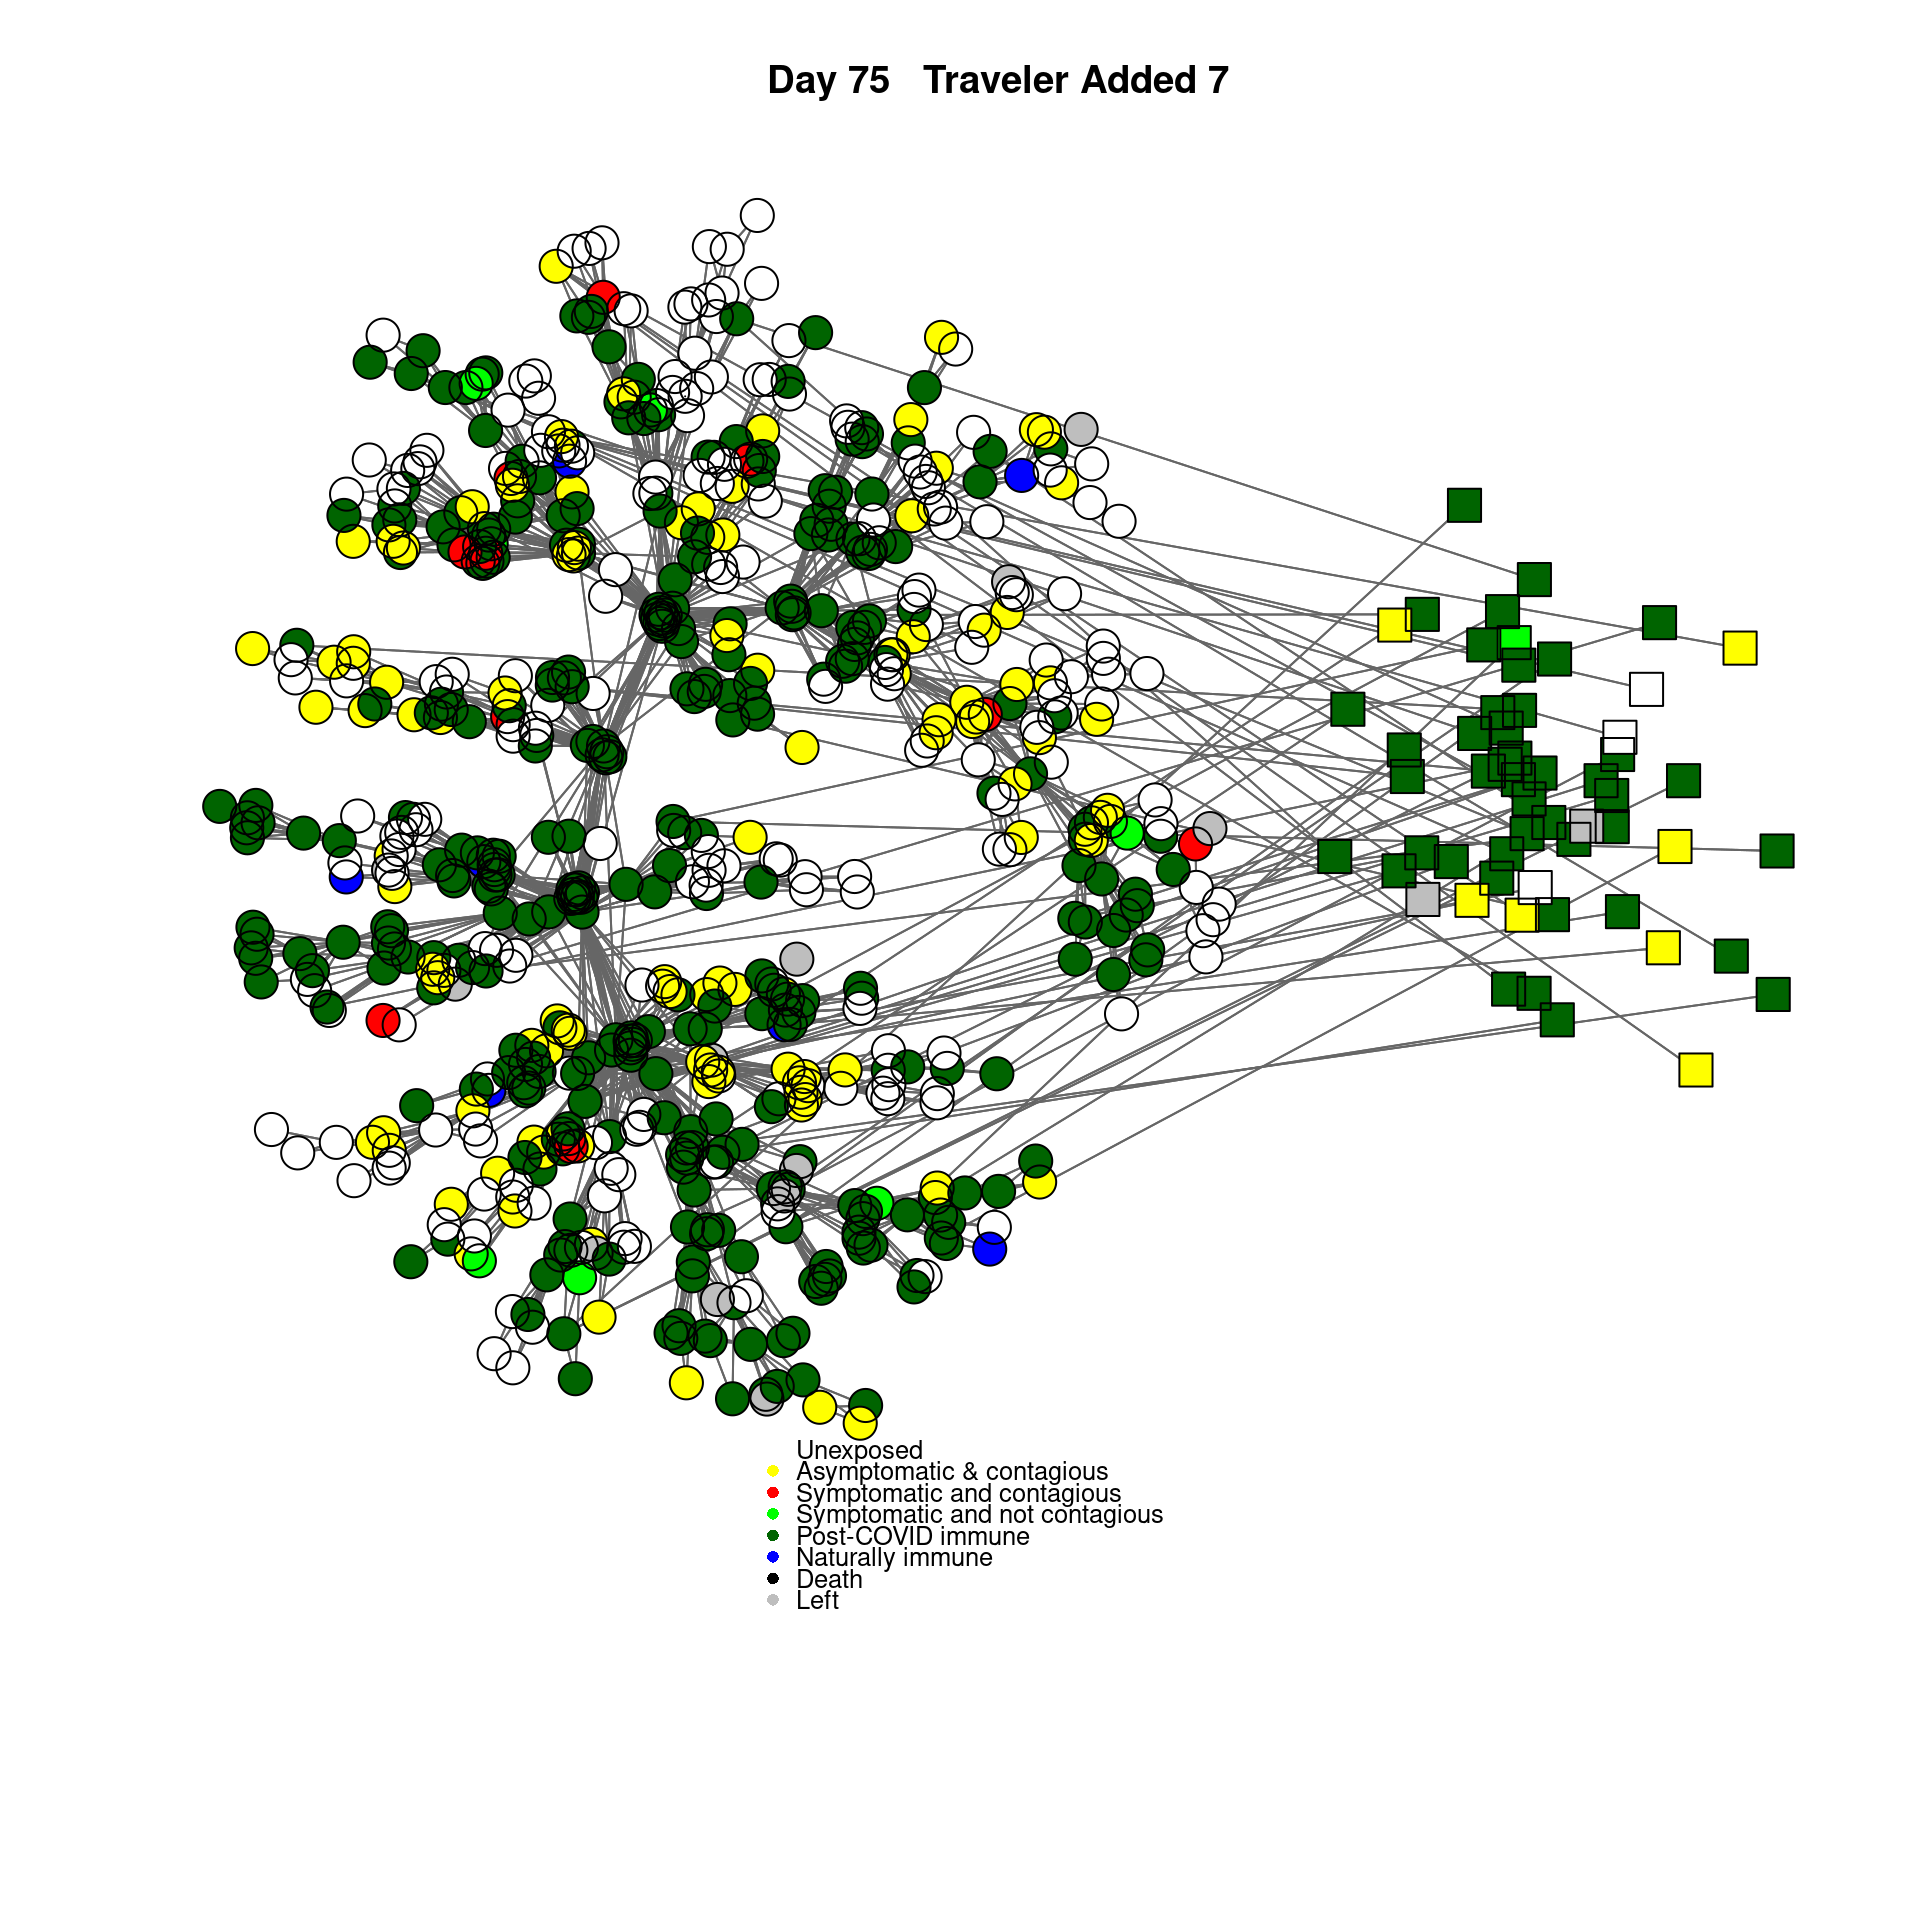 Day 75   Traveler Added 7
Unexposed
Asymptomatic & contagious
Symptomatic and contagious
Symptomatic and not contagious
Post-COVID immune
Naturally immune
Death
Left